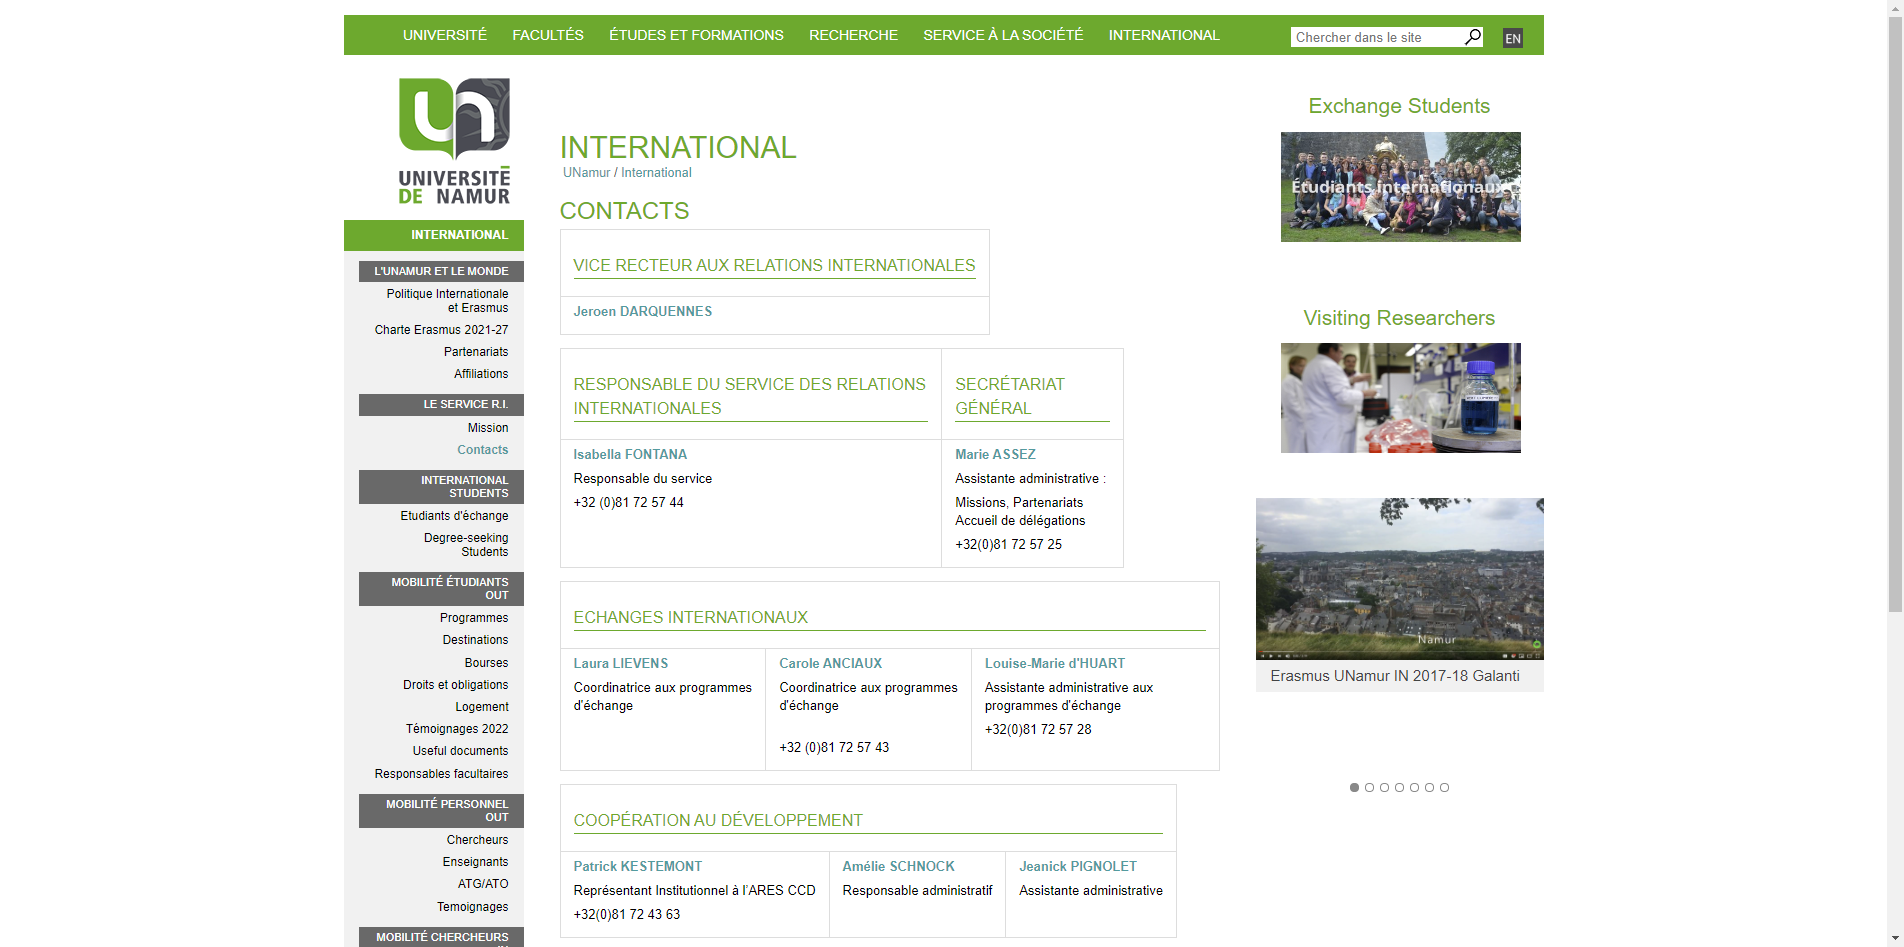 UNIVERSITÉ FACULTÉS ÉTUDES ET FORMATIONS RECHERCHE SERVICE À LA SOCIÉTÉ INTERNATIONAL Chercher dans le site EN
UNIVERSITÉ
DE NAMUR
INTERNATIONAL
L'UNAMUR ET LE MONDE
Politique Internationale
et Erasmus
Charte Erasmus 2021-27
Partenariats
Affiliations
LE SERVICE R.I.
Mission
Contacts
INTERNATIONAL
STUDENTS
Etudiants d'échange
Degree-seeking
Students
MOBILITÉ ÉTUDIANTS
OUT
Programmes
Destinations
Bourses
Droits et obligations
Logement
Témoignages 2022
Useful documents
Responsables facultaires
MOBILITÉ PERSONNEL
OUT
Chercheurs
Enseignants
ATG/ATO
Temoignages
MOBILITÉ CHERCHEURS
INTERNATIONAL
UNamur / International
CONTACTS
VICE RECTEUR AUX RELATIONS INTERNATIONALES
Jeroen DARQUENNES
RESPONSABLE DU SERVICE DES RELATIONS
INTERNATIONALES
Isabella FONTANA
Responsable du service
+32 (0)81 72 57 44
SECRÉTARIAT
GÉNÉRAL
Marie ASSEZ
Assistante administrative :
Missions, Partenariats
Accueil de délégations
+32(0)81 72 57 25
ECHANGES INTERNATIONAUX
Laura LIEVENS
Coordinatrice aux programmes
d'échange
Carole ANCIAUX
Coordinatrice aux programmes
d'échange
+32 (0)81 72 57 43
Louise-Marie d'HUART
Assistante administrative aux
programmes d'échange
+32(0)81 72 57 28
COOPÉRATION AU DÉVELOPPEMENT
Patrick KESTEMONT
Représentant Institutionnel à l'ARES CCD
+32(0)81 72 43 63
Amélie SCHNOCK
Responsable administratif
Jeanick PIGNOLET
Assistante administrative
Exchange Students
Étudiants internationaux
Visiting Researchers
Namur
Erasmus UNamur IN 2017-18 Galanti